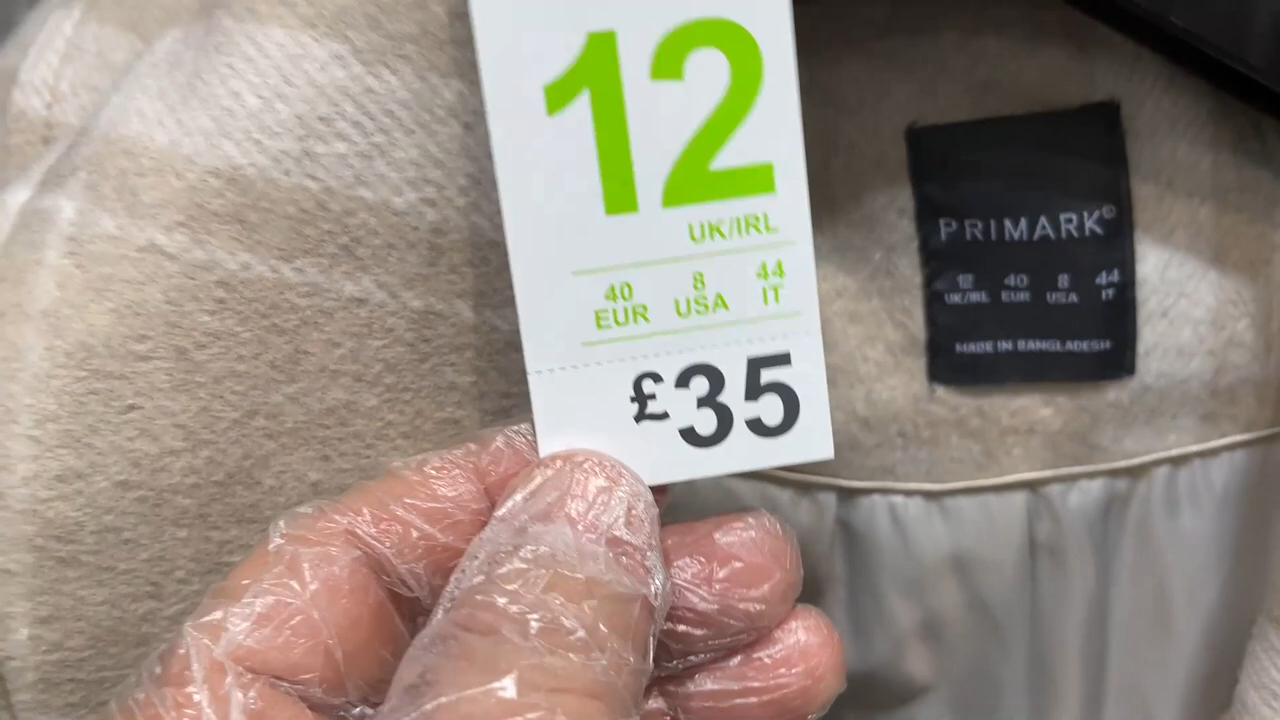 12
UK/IRL
40 8 44
EUR USA IT
£35
PRIMARK©
12 40 8 44
UK/IRL EUR USA IT
MADE IN BANGLADESH